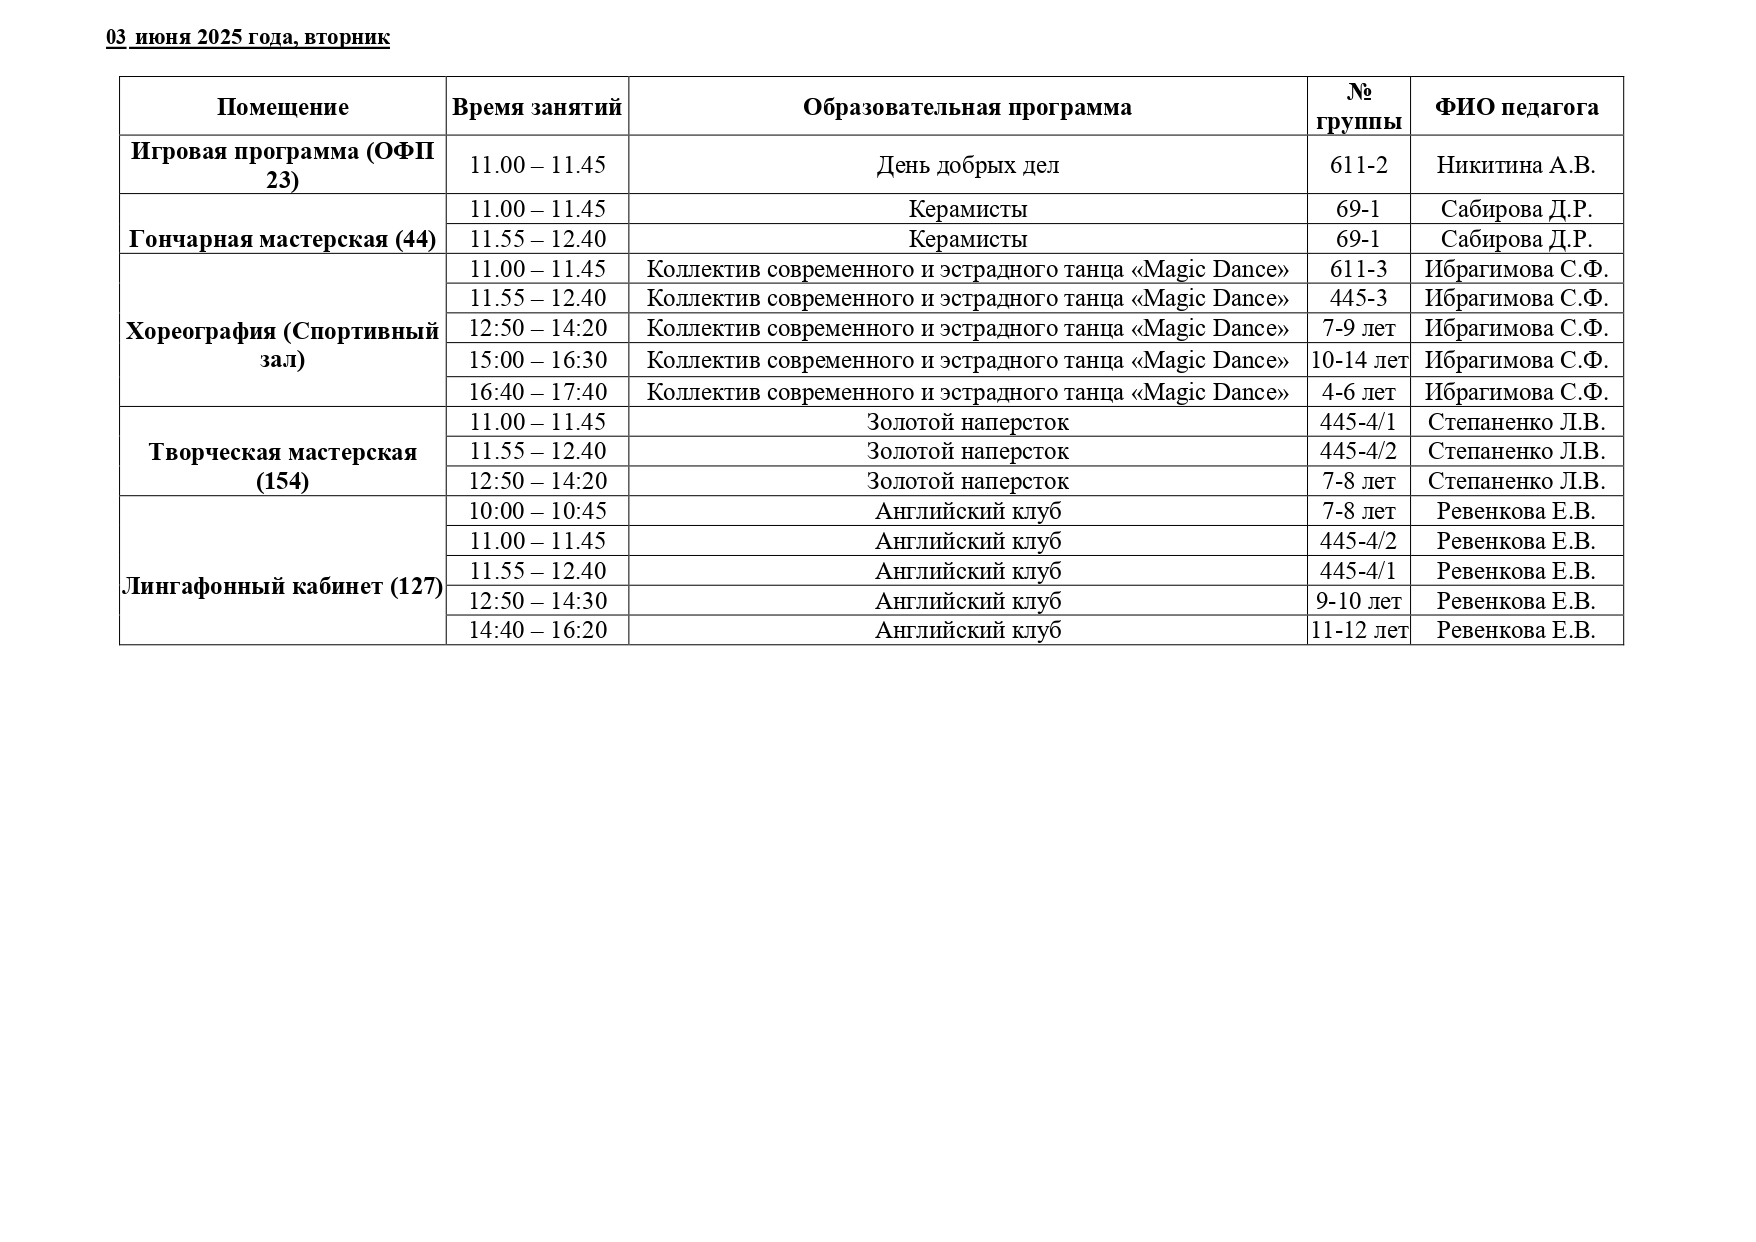 03 июня 2025 года, вторник
Помещение Время занятий Образовательная программа № группы ФИО педагога
Игровая программа (ОФП 23) 11.00 – 11.45 День добрых дел 611-2 Никитина А.В.
Гончарная мастерская (44) 11.00 – 11.45 Керамисты 69-1 Сабирова Д.Р.
11.55 – 12.40 Керамисты 69-1 Сабирова Д.Р.
Хореография (Спортивный зал) 11.00 – 11.45 Коллектив современного и эстрадного танца «Magic Dance» 611-3 Ибрагимова С.Ф.
11.55 – 12.40 Коллектив современного и эстрадного танца «Magic Dance» 445-3 Ибрагимова С.Ф.
12:50 – 14:20 Коллектив современного и эстрадного танца «Magic Dance» 7-9 лет Ибрагимова С.Ф.
15:00 – 16:30 Коллектив современного и эстрадного танца «Magic Dance» 10-14 лет Ибрагимова С.Ф.
16:40 – 17:40 Коллектив современного и эстрадного танца «Magic Dance» 4-6 лет Ибрагимова С.Ф.
Творческая мастерская (154) 11.00 – 11.45 Золотой наперсток 445-4/1 Степаненко Л.В.
11.55 – 12.40 Золотой наперсток 445-4/2 Степаненко Л.В.
12:50 – 14:20 Золотой наперсток 7-8 лет Степаненко Л.В.
Лингафонный кабинет (127) 10:00 – 10:45 Английский клуб 7-8 лет Ревенкова Е.В.
11.00 – 11.45 Английский клуб 445-4/2 Ревенкова Е.В.
11.55 – 12.40 Английский клуб 445-4/1 Ревенкова Е.В.
12:50 – 14:30 Английский клуб 9-10 лет Ревенкова Е.В.
14:40 – 16:20 Английский клуб 11-12 лет Ревенкова Е.В.